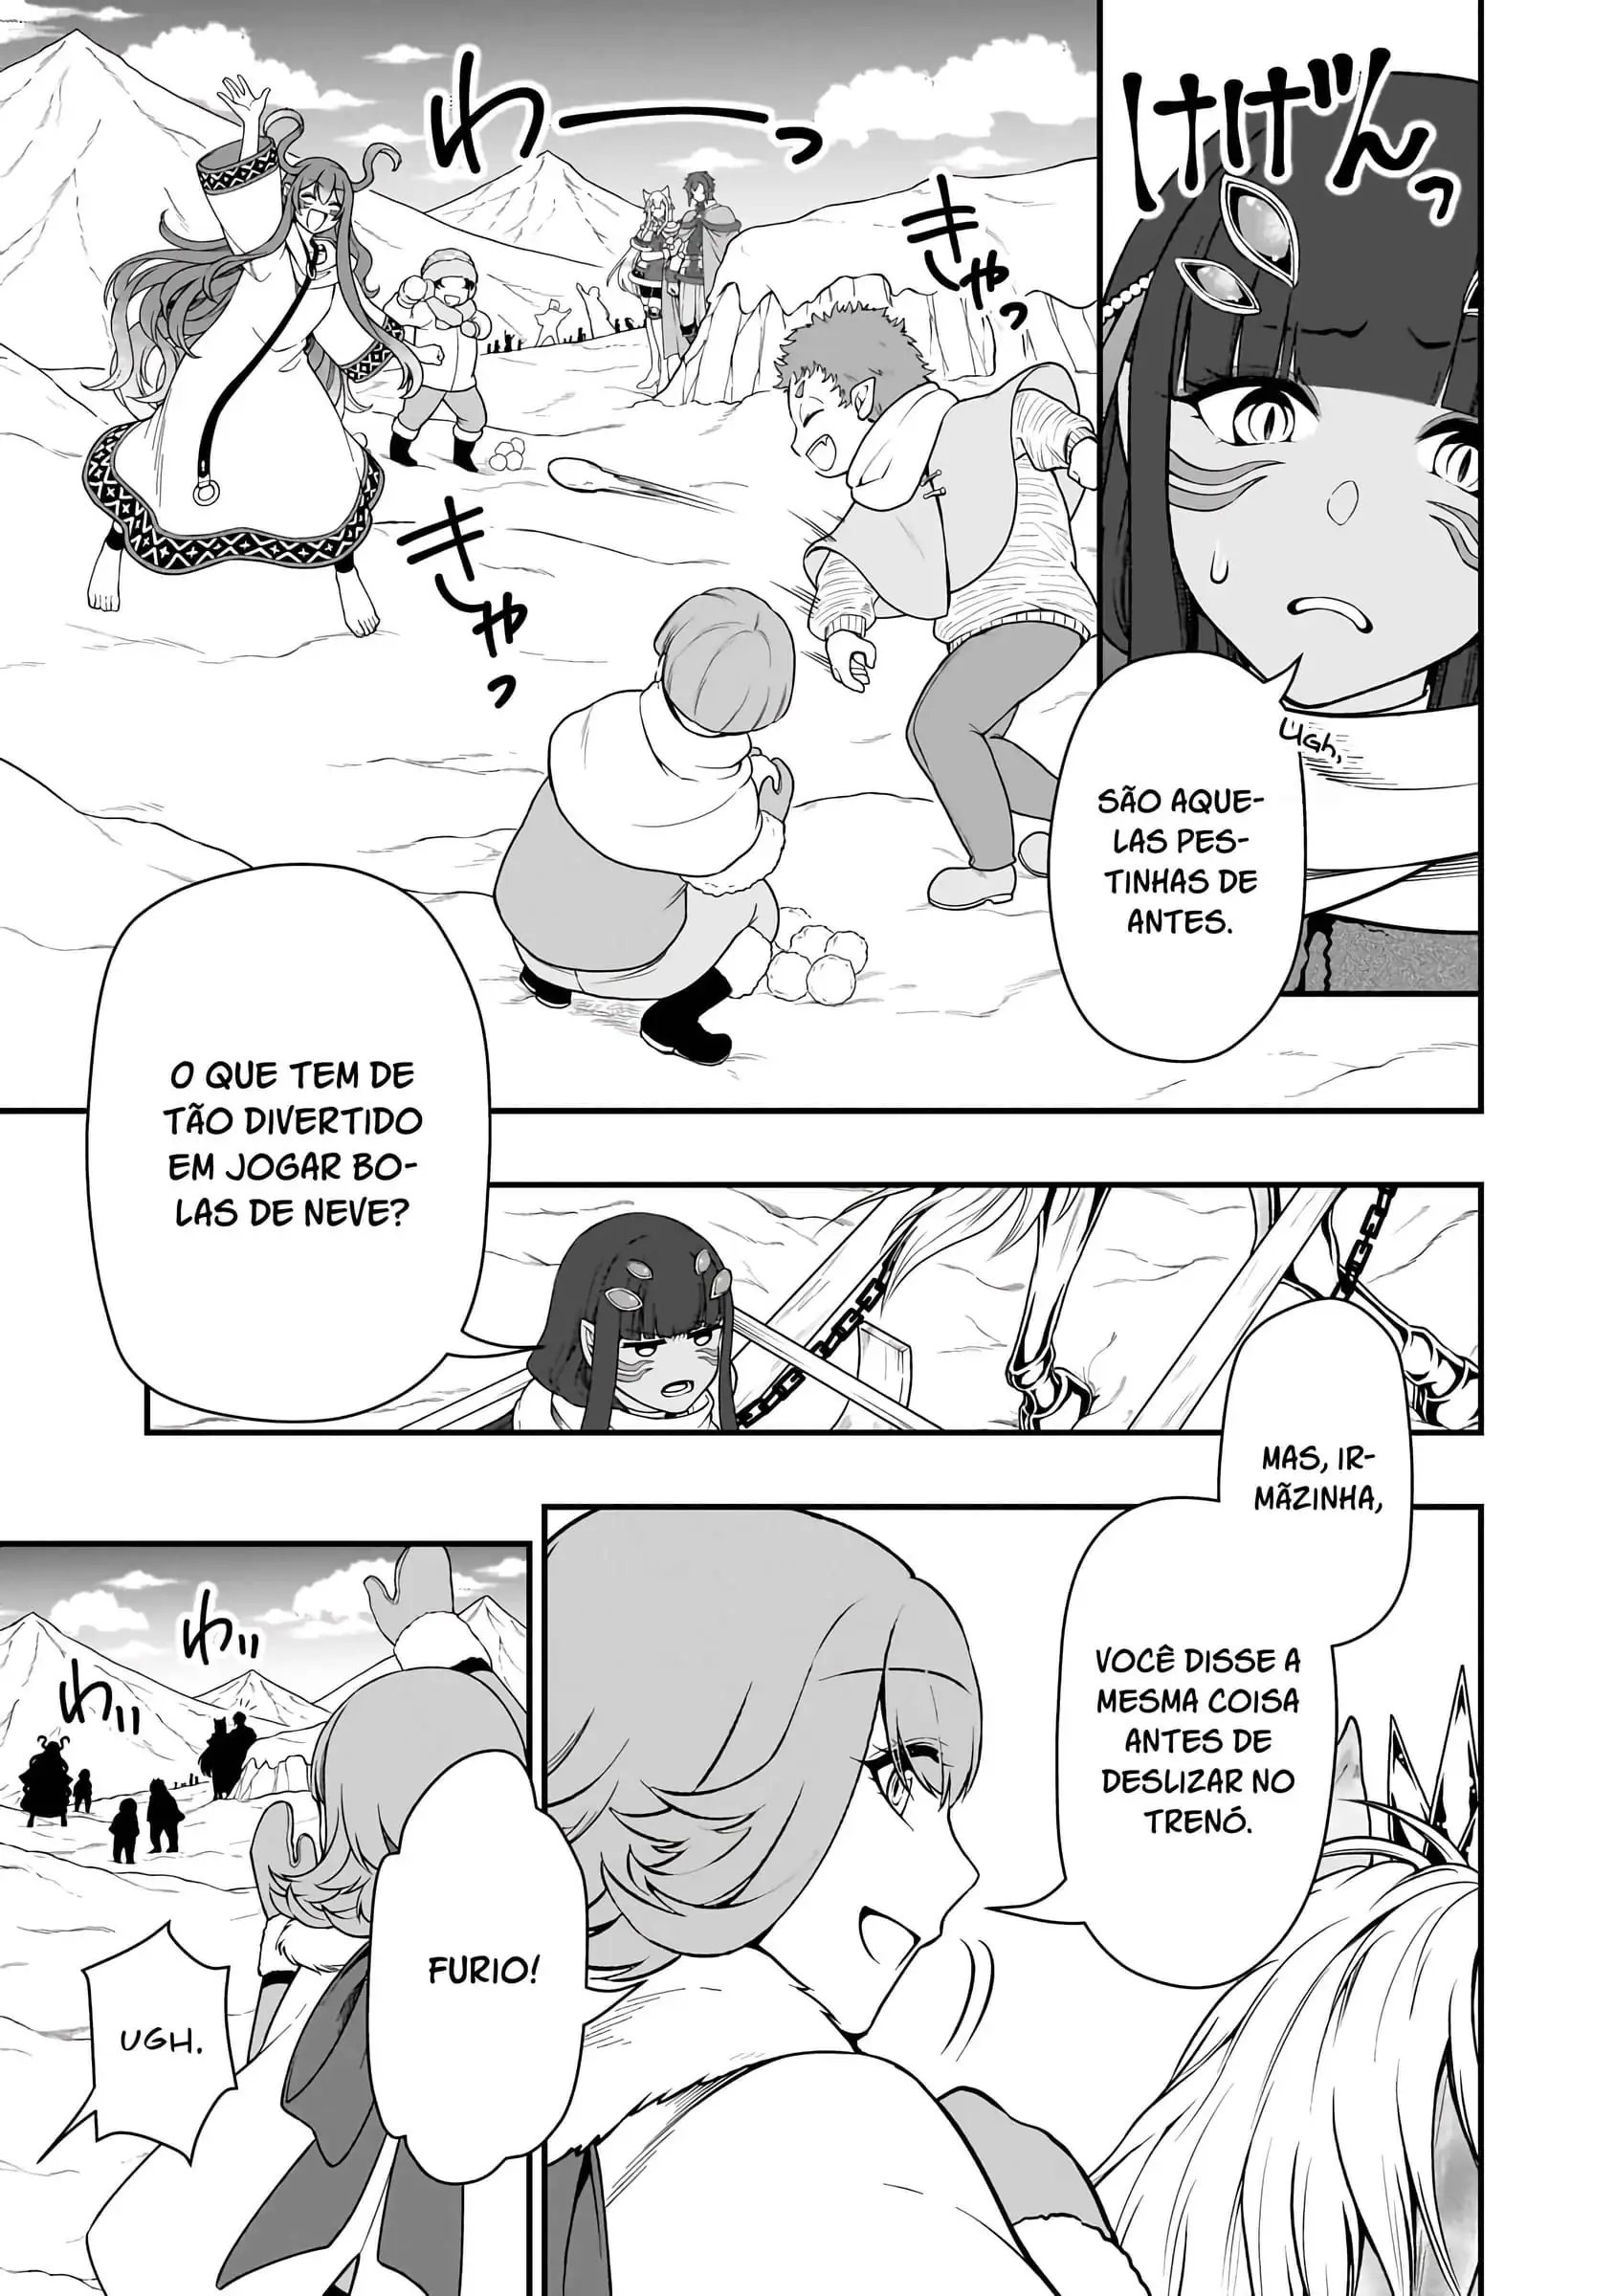 げげんっ
Ugh,
SÃO AQUE-
LAS PES-
TINHAS DE
ANTES.
わーっ
きゃっ
きゃっ
O QUE TEM DE
TÃO DIVERTIDO
EM JOGAR BO-
LAS DE NEVE?
MAS, IR-
MÃZINHA,
VOCÊ DISSE A
MESMA COISA
ANTES DE
DESLIZAR NO
TRENÓ.
わ
わ
FURIO!
UGH.